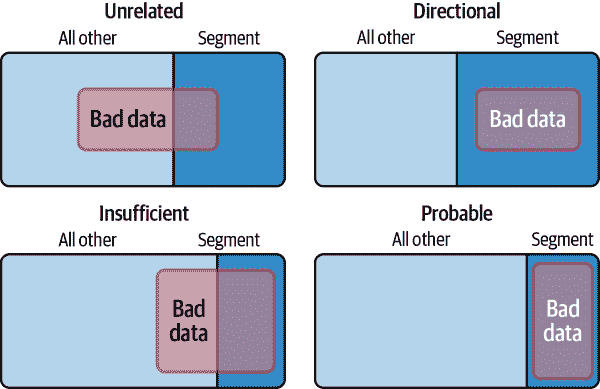 Unrelated
All other Segment
Bad data
Directional
All other Segment
Bad data
Insufficient
All other Segment
Bad
data
Probable
All other Segment
Bad
data